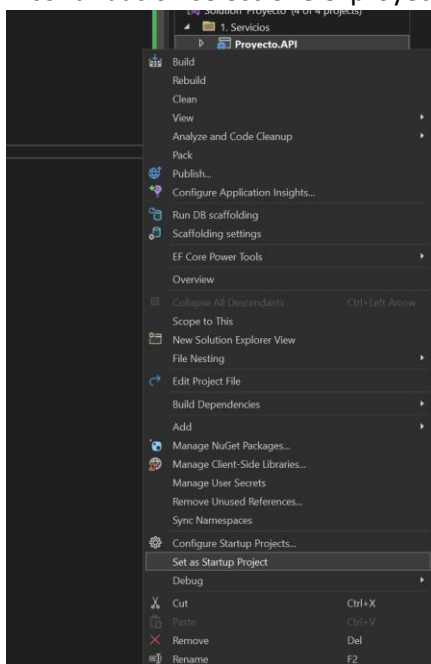 Solution 'Proyecto' (4 of 4 projects)
1. Servicios
Proyecto.API
Build
Rebuild
Clean
View
Analyze and Code Cleanup
Pack
Publish...
Configure Application Insights...
Run DB scaffolding
Scaffolding settings
EF Core Power Tools
Overview
Collapse All Descendants Ctrl+Left Arrow
Scope to This
New Solution Explorer View
File Nesting
Edit Project File
Build Dependencies
Add
Manage NuGet Packages...
Manage Client-Side Libraries...
Manage User Secrets
Remove Unused References...
Sync Namespaces
Configure Startup Projects...
Set as Startup Project
Debug
Cut Ctrl+X
Paste Ctrl+V
Remove Del
Rename F2